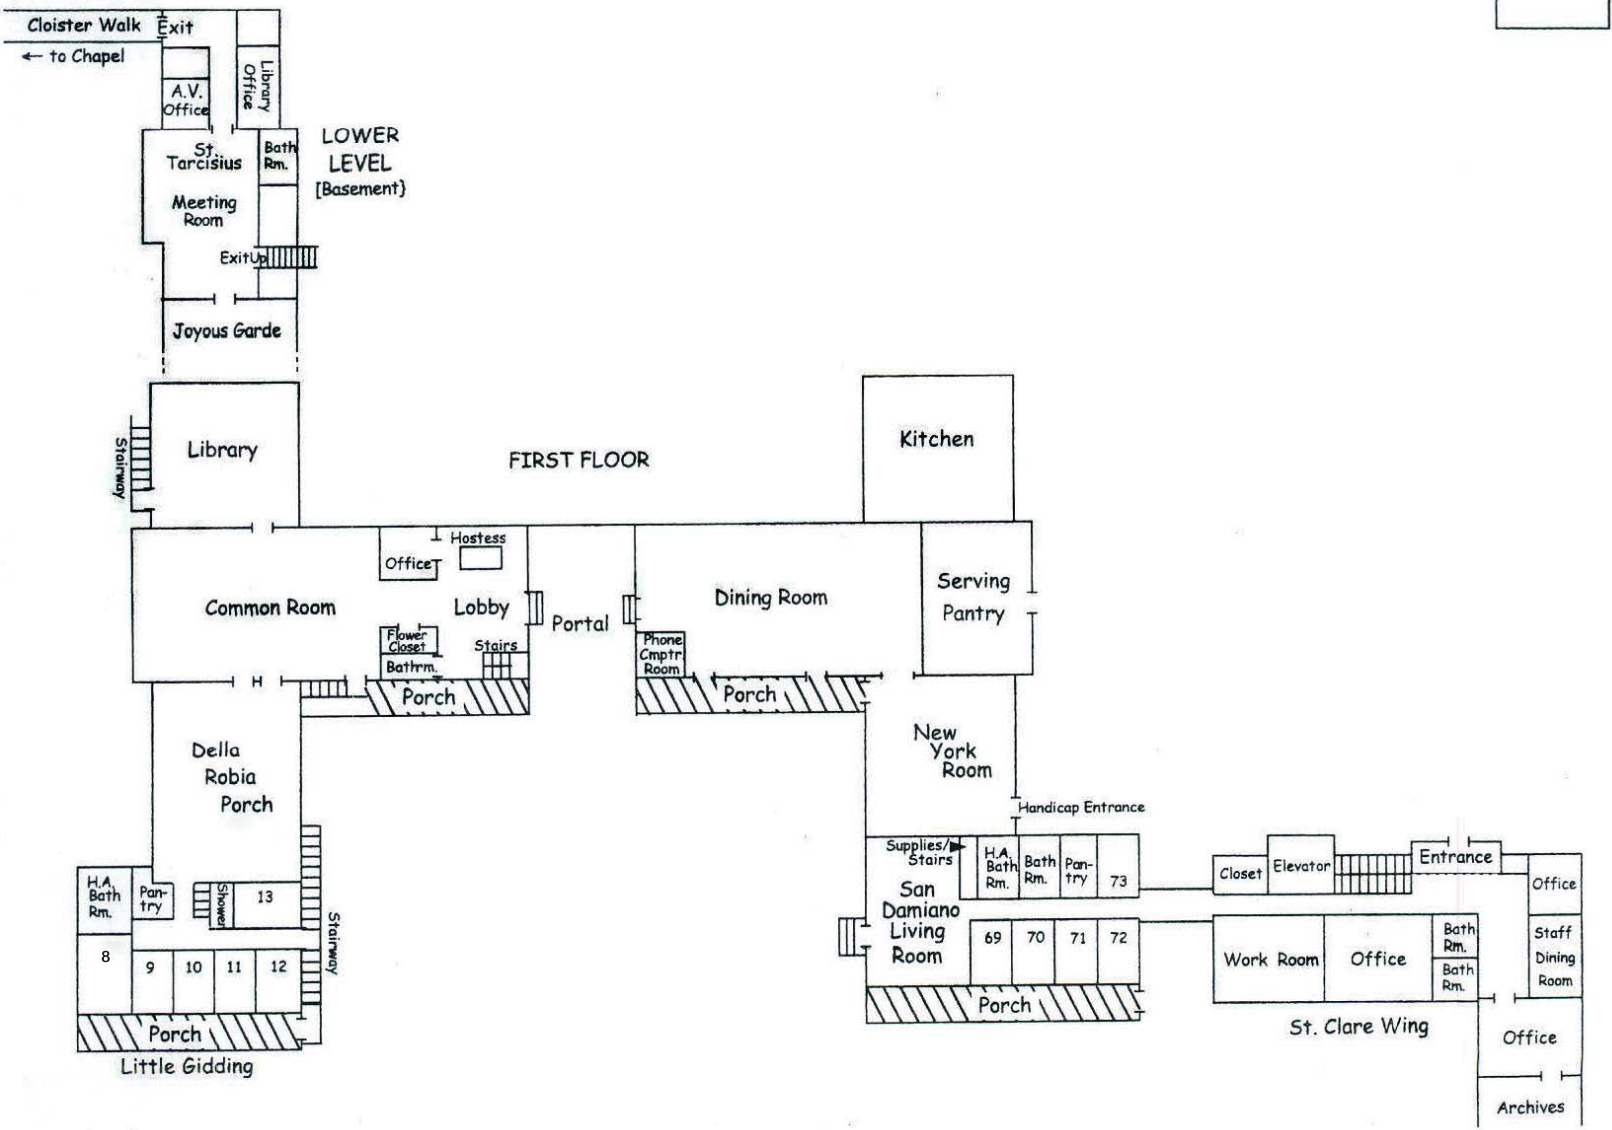 Cloister Walk Exit
← to Chapel
Library
Office
A.V.
Office
LOWER
LEVEL
[Basement}
St.
Tarcisius
Bath
Rm.
Meeting
Room
Exit Up
Joyous Garde
Library
Stairway
FIRST FLOOR
Kitchen
Common Room
Office
Hostess
Lobby
Flower
Closet
Bathrm.
Stairs
Portal
Dining Room
Phone
Cmptr
Room
Serving
Pantry
Porch
Porch
Della
Robia
Porch
New
York
Room
Handicap Entrance
H.A.
Bath
Rm.
Pan-
try
Shower
13
Stairway
8
9
10
11
12
Porch
Little Gidding
Supplies/
Stairs
H.A.
Bath
Rm.
Bath
Rm.
Pan-
try
73
San
Damiano
Living
Room
69
70
71
72
Porch
Closet
Elevator
Entrance
Office
Work Room
Office
Bath
Rm.
Bath
Rm.
Staff
Dining
Room
St. Clare Wing
Office
Archives